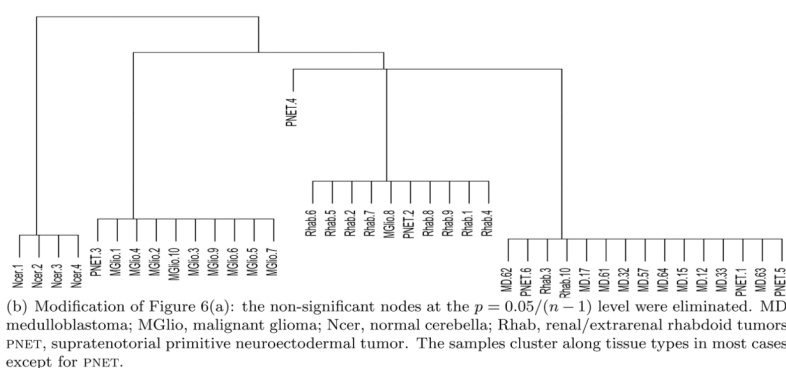 PNET.4
Rhab.6
Rhab.5
Rhab.2
Rhab.7
MGlio.8
PNET.2
Rhab.8
Rhab.9
Rhab.1
Rhab.4
Ncer.1
Ncer.2
Ncer.3
Ncer.4
PNET.3
MGlio.1
MGlio.4
MGlio.2
MGlio.10
MGlio.3
MGlio.9
MGlio.6
MGlio.5
MGlio.7
MD.62
PNET.6
Rhab.3
Rhab.10
MD.17
MD.61
MD.32
MD.57
MD.64
MD.15
MD.12
MD.33
PNET.1
MD.63
PNET.5
(b) Modification of Figure 6(a): the non-significant nodes at the p = 0.05/(n − 1) level were eliminated. MD
medulloblastoma; MGlio, malignant glioma; Ncer, normal cerebella; Rhab, renal/extrarenal rhabdoid tumors
PNET, supratenotorial primitive neuroectodermal tumor. The samples cluster along tissue types in most cases
except for PNET.